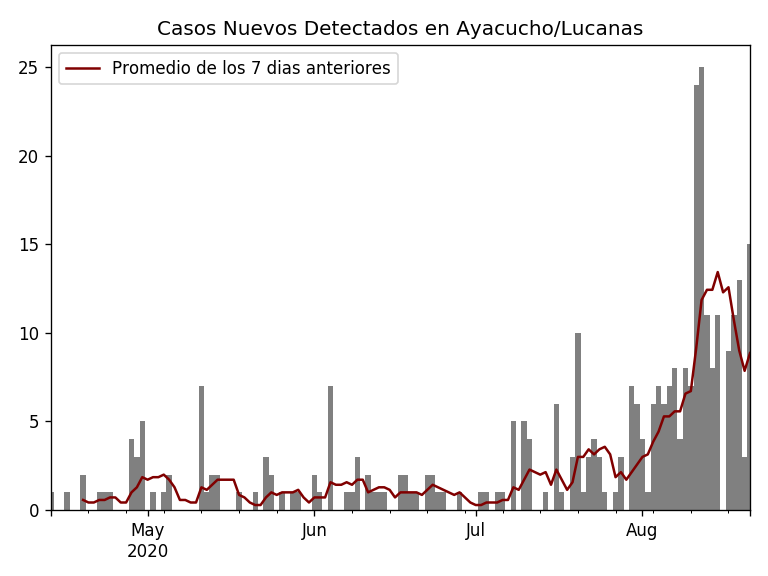 Casos Nuevos Detectados en Ayacucho/Lucanas
Promedio de los 7 dias anteriores
25
20
15
10
5
0
May
2020
Jun
Jul
Aug